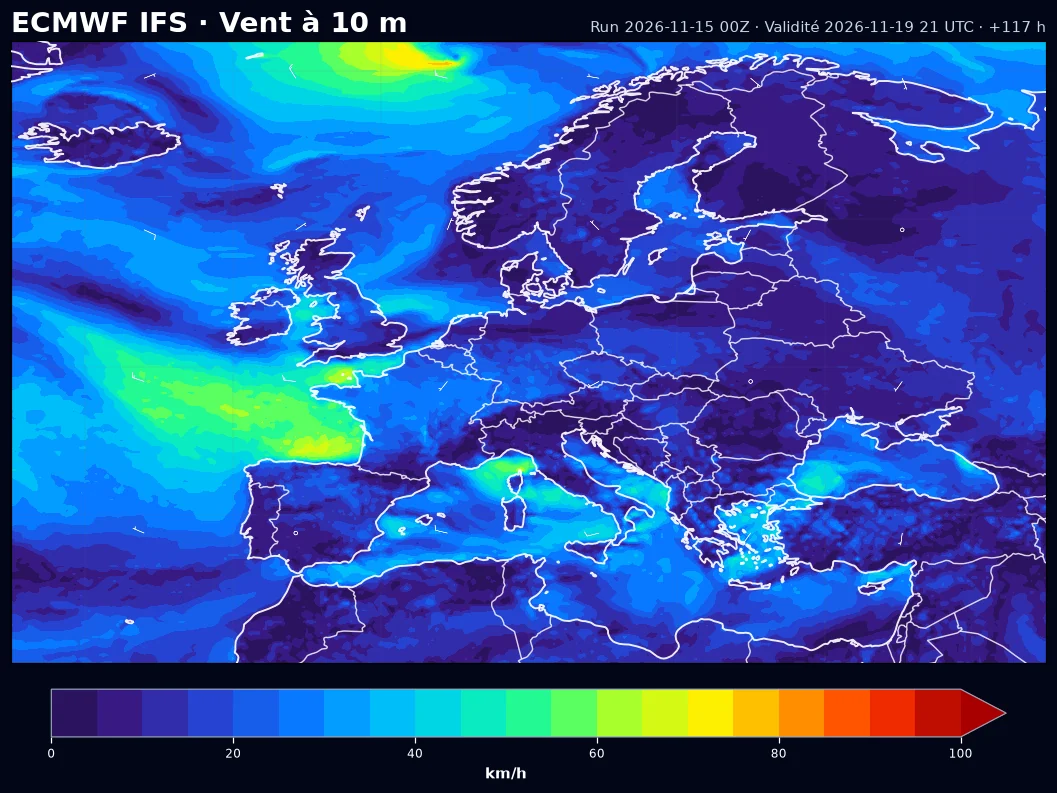 ECMWF IFS · Vent à 10 m
Run 2026-11-15 00Z · Validité 2026-11-19 21 UTC · +117 h
0 20 40 60 80 100
km/h